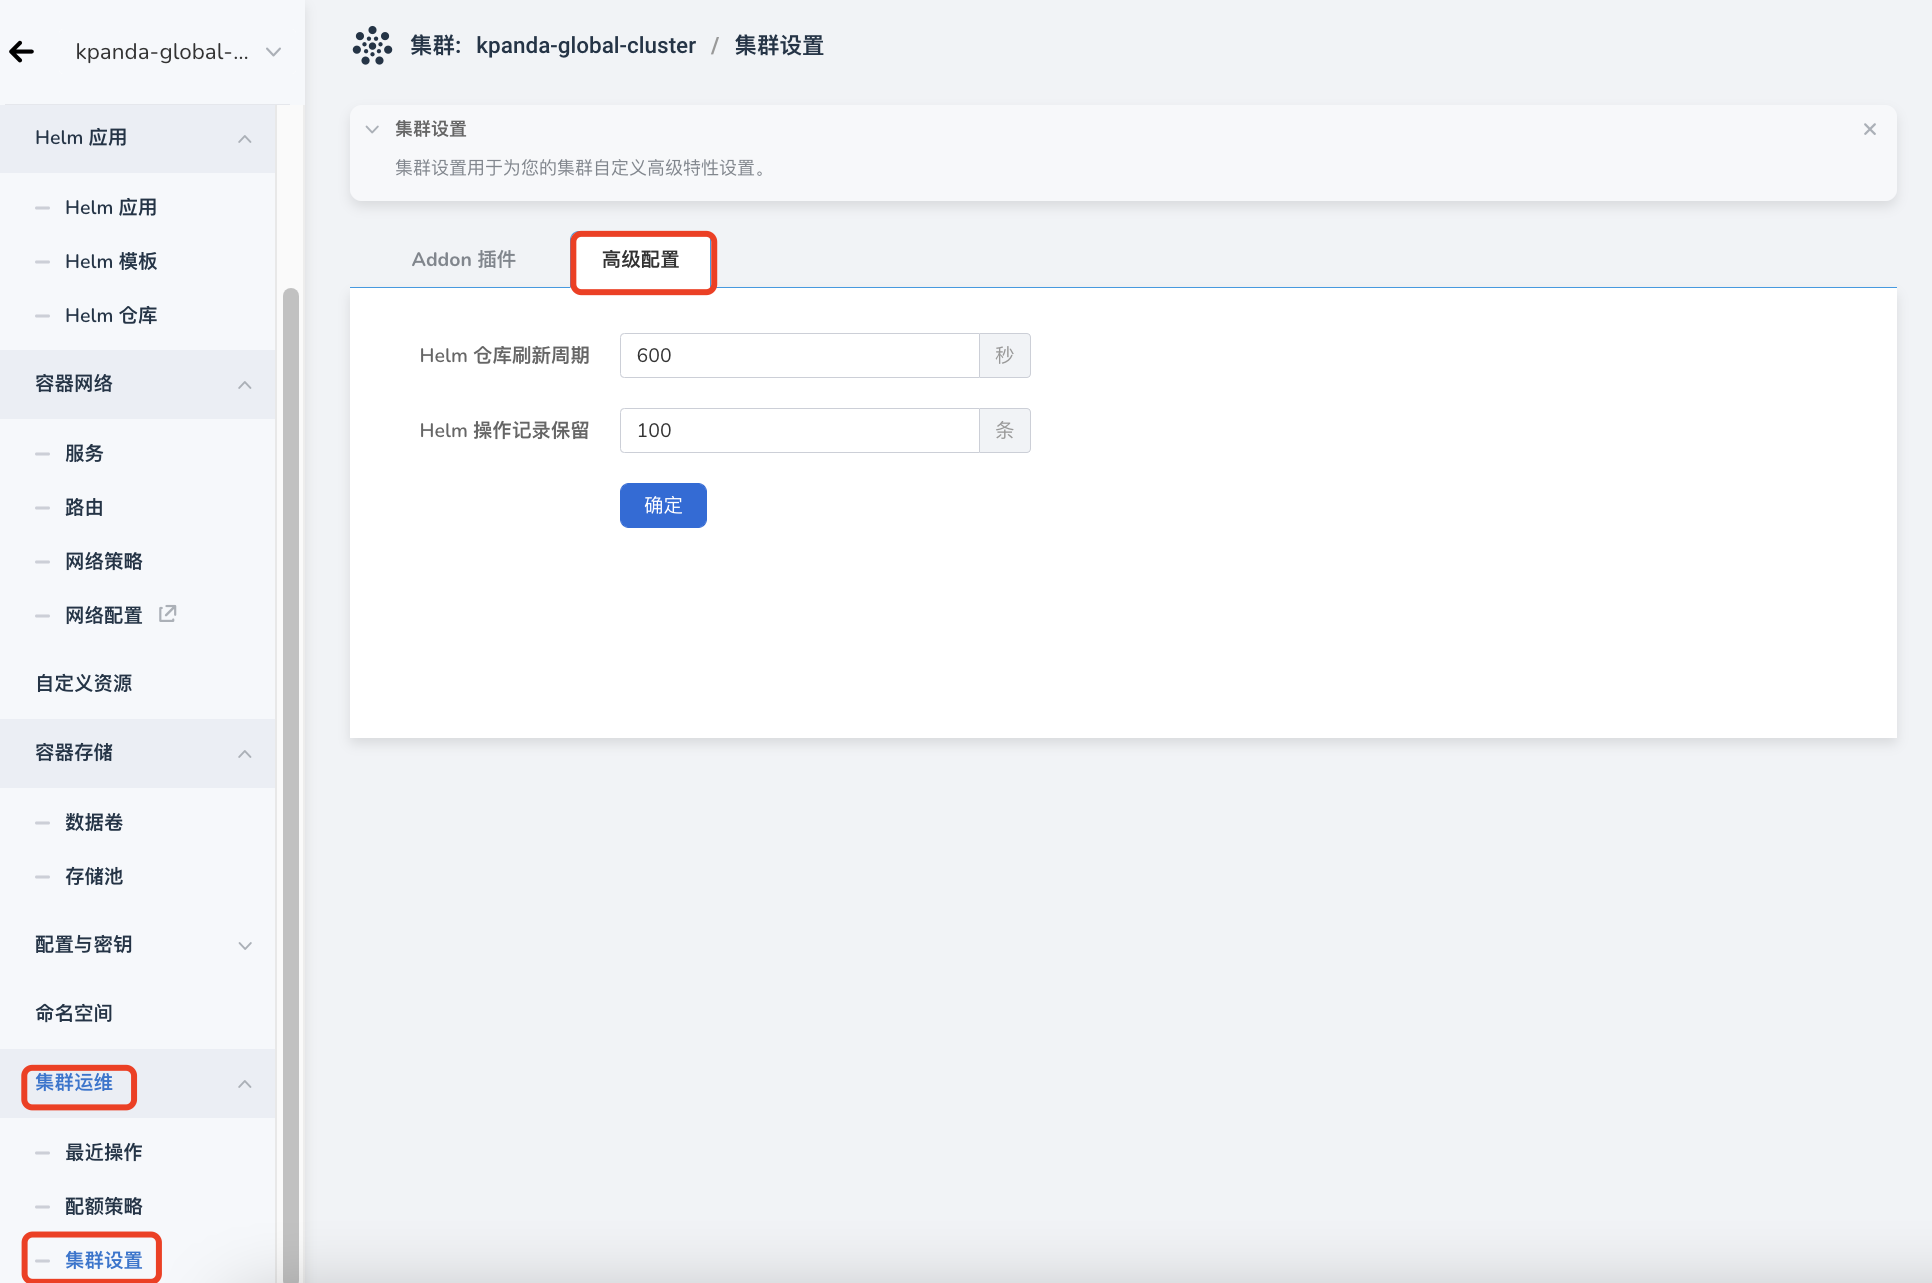 kpanda-global-...
Helm 应用
Helm 应用
Helm 模板
Helm 仓库
容器网络
服务
路由
网络策略
网络配置
自定义资源
容器存储
数据卷
存储池
配置与密钥
命名空间
集群运维
最近操作
配额策略
集群设置
集群: kpanda-global-cluster / 集群设置
集群设置
集群设置用于为您的集群自定义高级特性设置。
Addon 插件 高级配置
Helm 仓库刷新周期 600 秒
Helm 操作记录保留 100 条
确定